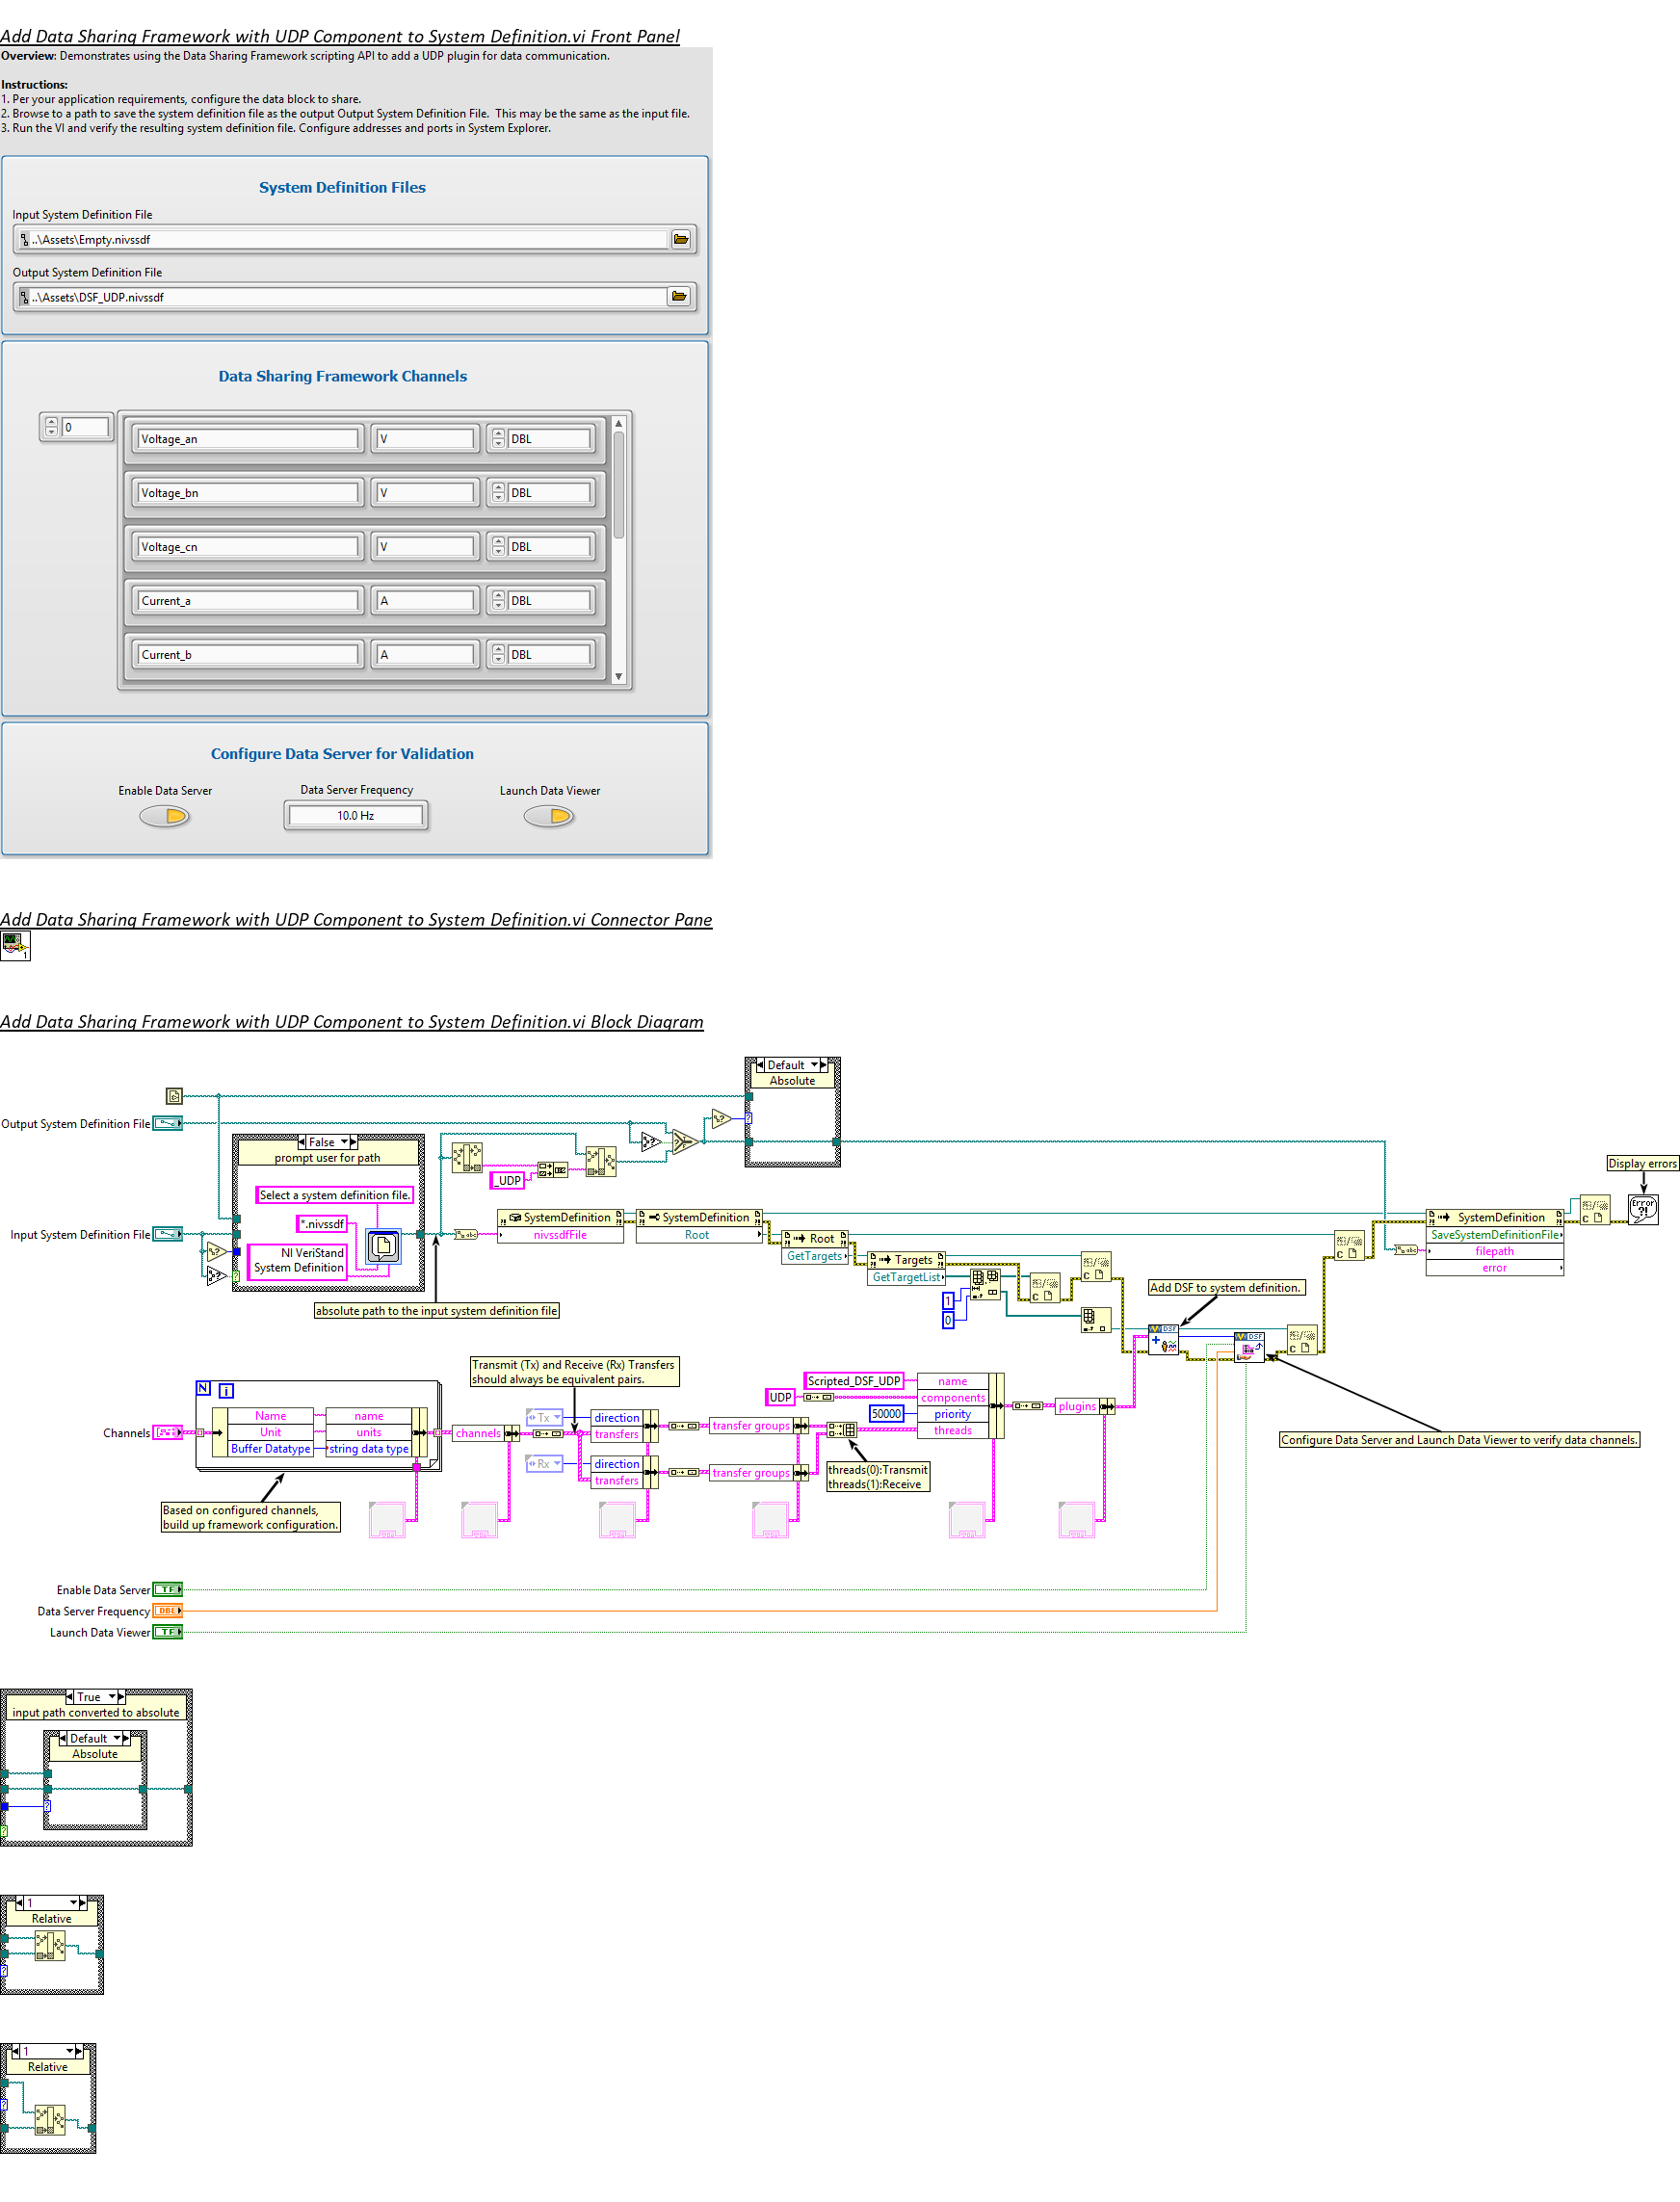 Add Data Sharing Framework with UDP Component to System Definition.vi Front Panel
Overview: Demonstrates using the Data Sharing Framework scripting API to add a UDP plugin for data communication.
Instructions:
1. Per your application requirements, configure the data block to share.
2. Browse to a path to save the system definition file as the output Output System Definition File.  This may be the same as the input file.
3. Run the VI and verify the resulting system definition file. Configure addresses and ports in System Explorer.
System Definition Files
Input System Definition File
..\Assets\Empty.nivssdf
Output System Definition File
..\Assets\DSF_UDP.nivssdf
Data Sharing Framework Channels
0
Voltage_an V DBL
Voltage_bn V DBL
Voltage_cn V DBL
Current_a A DBL
Current_b A DBL
Configure Data Server for Validation
Enable Data Server
Data Server Frequency
Launch Data Viewer
10.0 Hz
Add Data Sharing Framework with UDP Component to System Definition.vi Connector Pane
1
Add Data Sharing Framework with UDP Component to System Definition.vi Block Diagram
Default
Absolute
Output System Definition File
False
prompt user for path
_UDP
Select a system definition file.
*.nivssdf
Input System Definition File
NI VeriStand
System Definition
absolute path to the input system definition file
SystemDefinition
nivssdfFile
SystemDefinition
Root
Root
GetTargets
Targets
GetTargetList
1
0
Add DSF to system definition.
DSF
DSF
SystemDefinition
SaveSystemDefinitionFile
filepath
error
Display errors
Error
?!
Transmit (Tx) and Receive (Rx) Transfers
should always be equivalent pairs.
N
i
Channels
Name
Unit
Buffer Datatype
name
units
string data type
Based on configured channels,
build up framework configuration.
channels
Tx
direction
transfers
Rx
direction
transfers
transfer groups
transfer groups
UDP
Scripted_DSF_UDP
50000
name
components
priority
threads
threads(0):Transmit
threads(1):Receive
plugins
Configure Data Server and Launch Data Viewer to verify data channels.
Enable Data Server
TF
Data Server Frequency
DBL
Launch Data Viewer
TF
True
input path converted to absolute
Default
Absolute
1
Relative
1
Relative